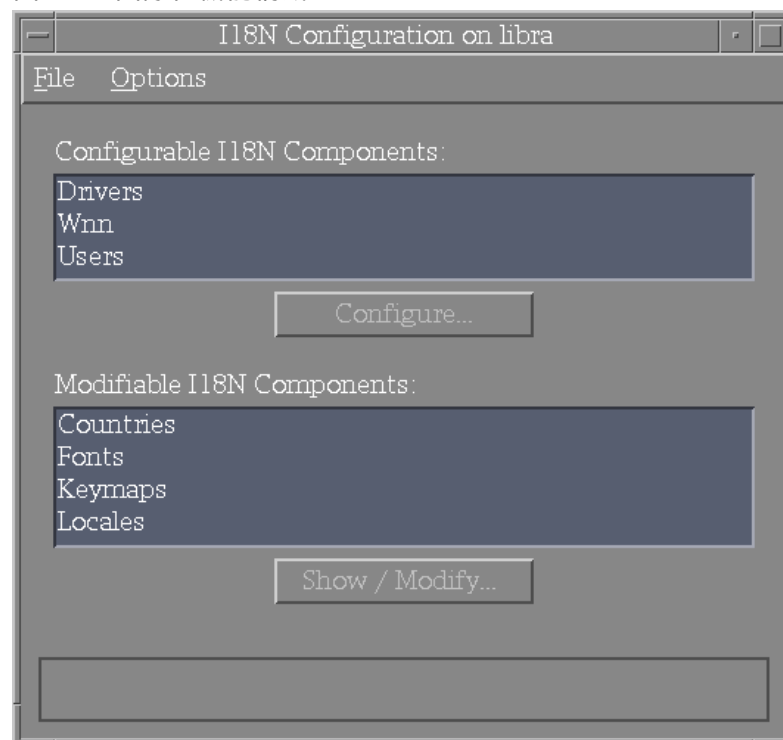 I18N Configuration on libra
File Options
Configurable I18N Components:
Drivers
Wnn
Users
Configure...
Modifiable I18N Components:
Countries
Fonts
Keymaps
Locales
Show / Modify...